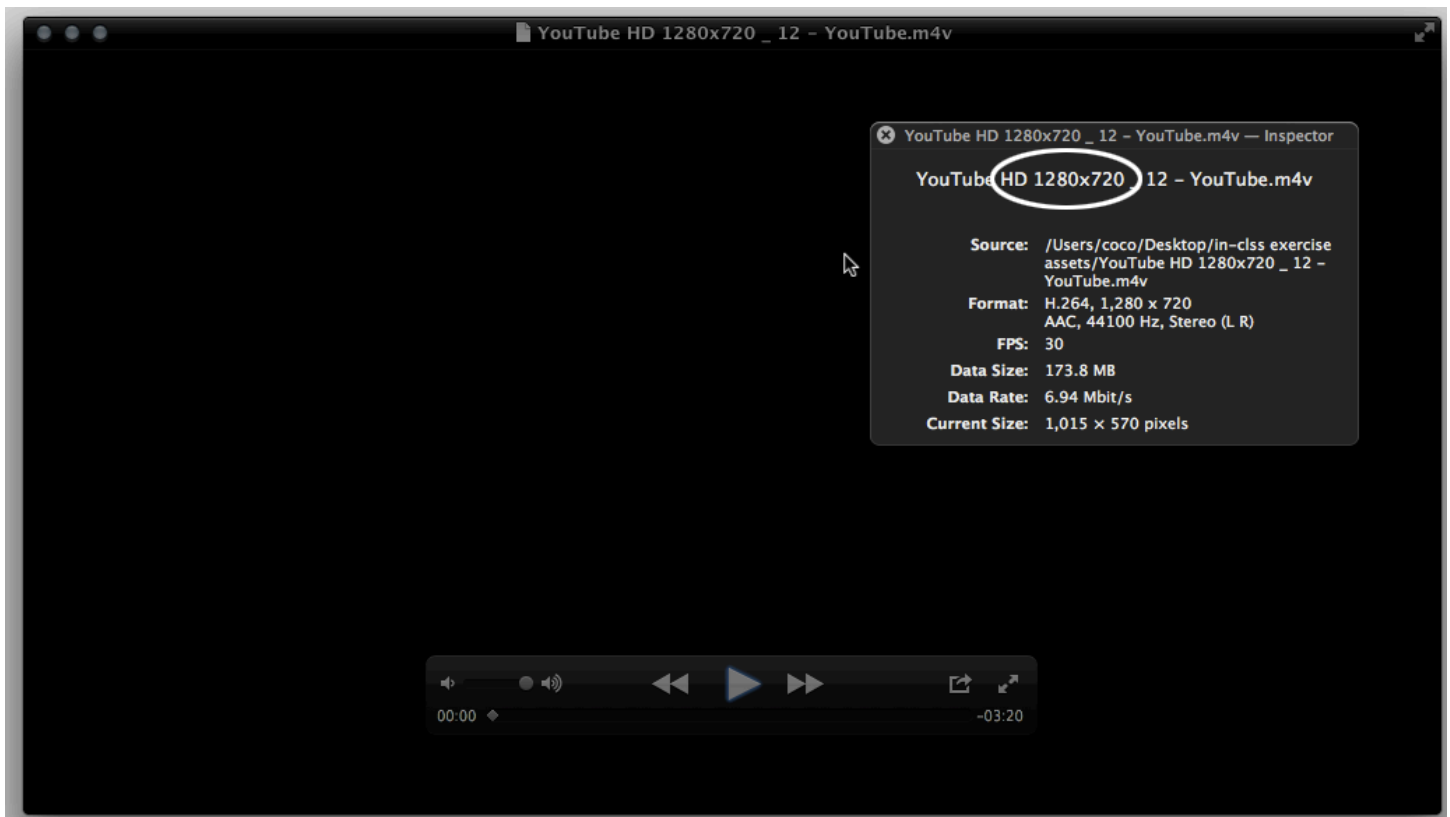 YouTube HD 1280x720 _ 12 – YouTube.m4v
YouTube HD 1280x720 _ 12 – YouTube.m4v — Inspector
YouTube HD 1280x720 _ 12 – YouTube.m4v
Source: /Users/coco/Desktop/in-clss exercise
assets/YouTube HD 1280x720 _ 12 –
YouTube.m4v
Format: H.264, 1,280 x 720
AAC, 44100 Hz, Stereo (L R)
FPS: 30
Data Size: 173.8 MB
Data Rate: 6.94 Mbit/s
Current Size: 1,015 × 570 pixels
00:00 -03:20